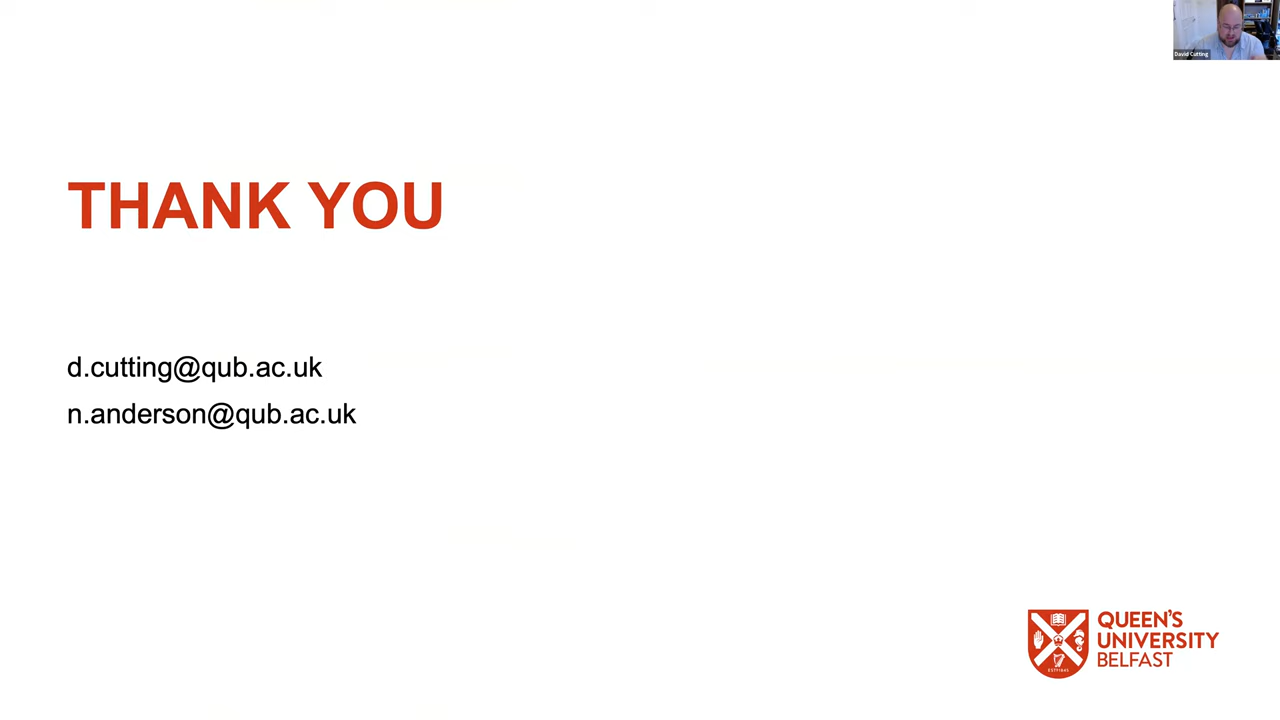 David Cutting
THANK YOU
d.cutting@qub.ac.uk
n.anderson@qub.ac.uk
QUEEN'S
UNIVERSITY
BELFAST